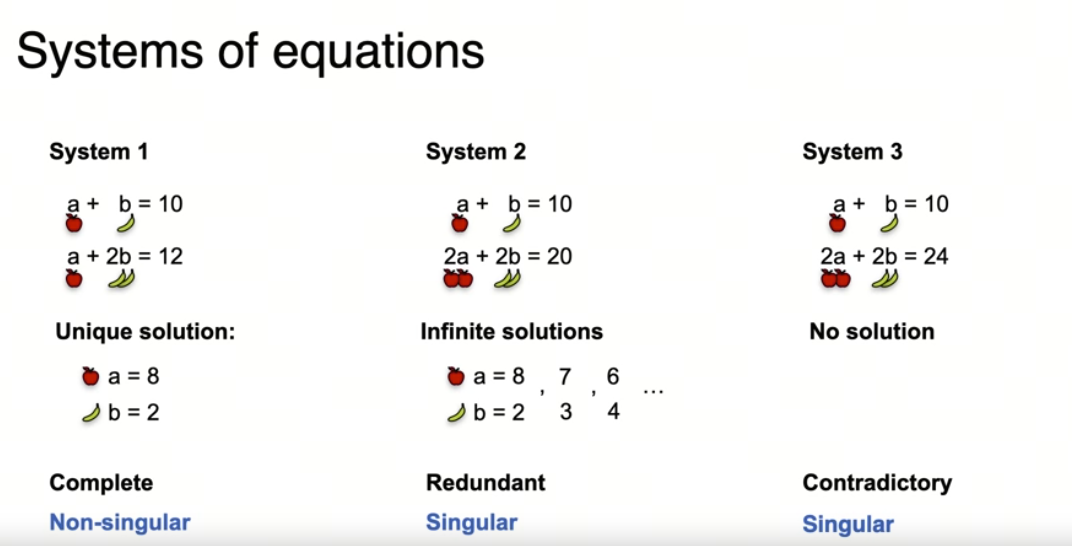 Systems of equations
System 1
a + b = 10
a + 2b = 12
Unique solution:
a = 8
b = 2
Complete
Non-singular
System 2
a + b = 10
2a + 2b = 20
Infinite solutions
a = 8 , 7 , 6 ...
b = 2 3 4
Redundant
Singular
System 3
a + b = 10
2a + 2b = 24
No solution
Contradictory
Singular